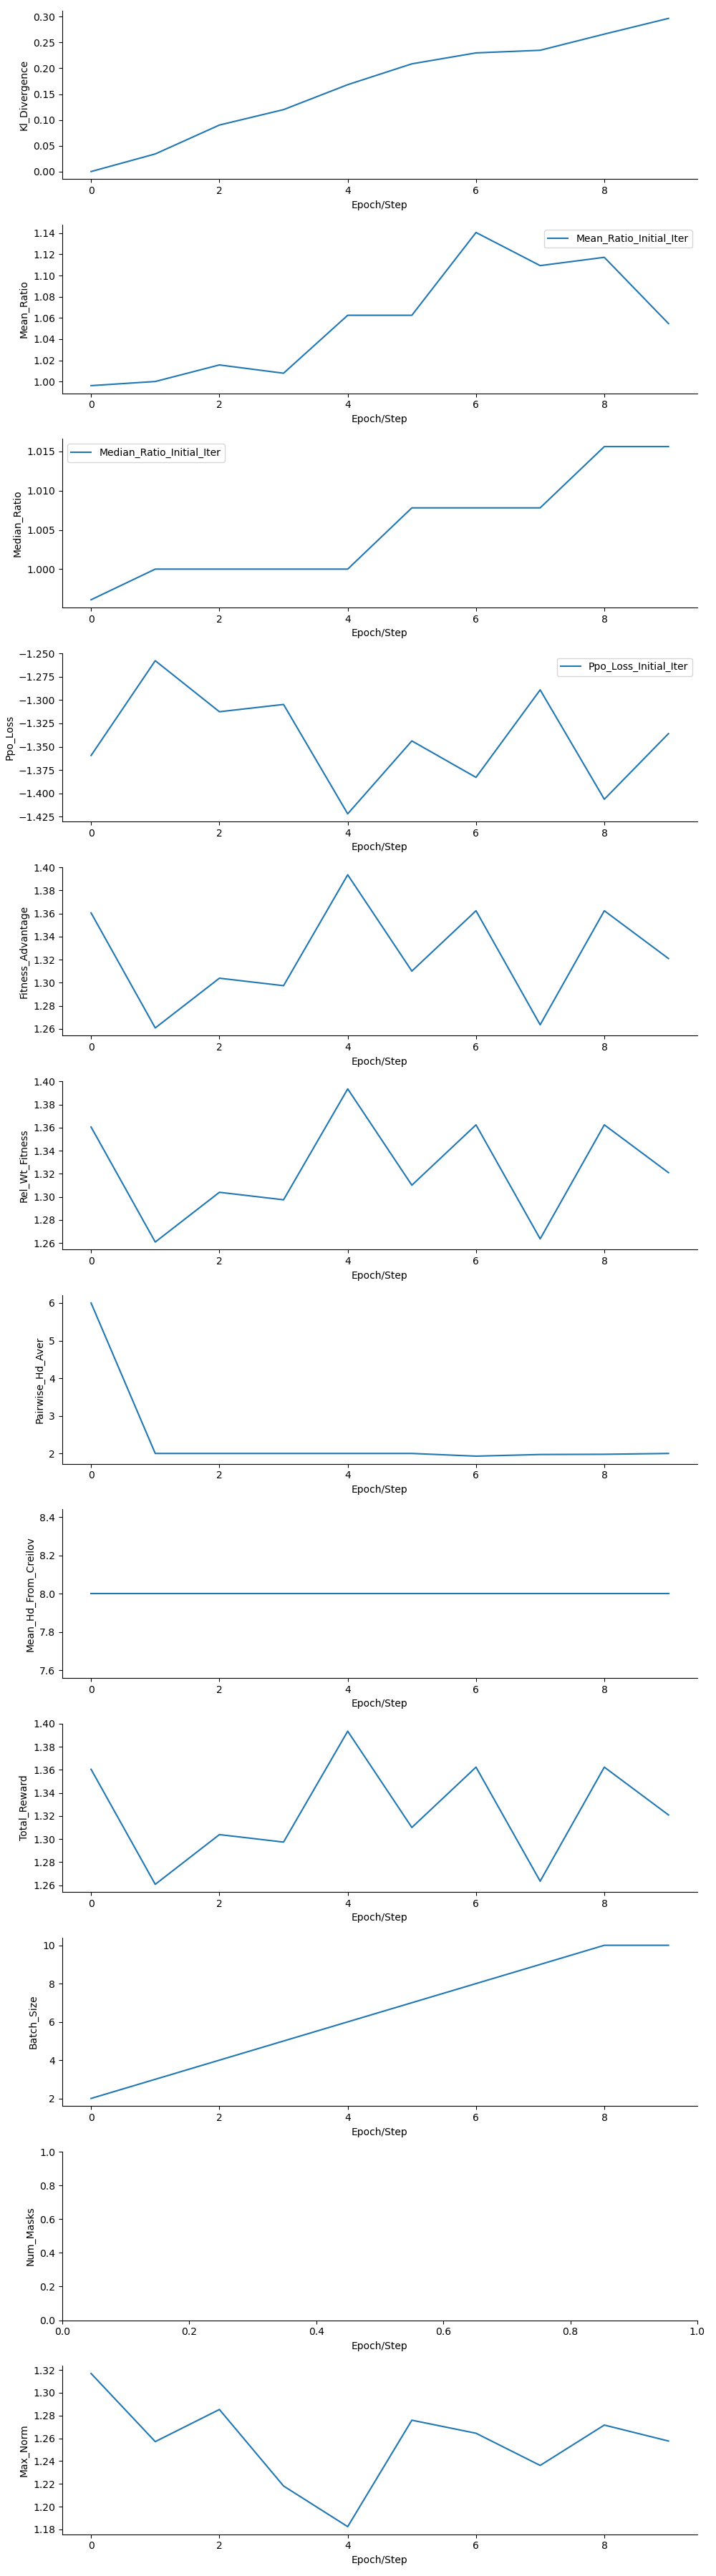 0.30
0.25
0.20
0.15
0.10
0.05
0.00
Kl_Divergence
0 2 4 6 8
Epoch/Step
1.14
1.12
1.10
1.08
1.06
1.04
1.02
1.00
Mean_Ratio
Mean_Ratio_Initial_Iter
0 2 4 6 8
Epoch/Step
1.015
1.010
1.005
1.000
Median_Ratio
Median_Ratio_Initial_Iter
0 2 4 6 8
Epoch/Step
−1.250
−1.275
−1.300
−1.325
−1.350
−1.375
−1.400
−1.425
Ppo_Loss
Ppo_Loss_Initial_Iter
0 2 4 6 8
Epoch/Step
1.40
1.38
1.36
1.34
1.32
1.30
1.28
1.26
Fitness_Advantage
0 2 4 6 8
Epoch/Step
1.40
1.38
1.36
1.34
1.32
1.30
1.28
1.26
Rel_Wt_Fitness
0 2 4 6 8
Epoch/Step
6
5
4
3
2
Pairwise_Hd_Aver
0 2 4 6 8
Epoch/Step
8.4
8.2
8.0
7.8
7.6
Mean_Hd_From_Creilov
0 2 4 6 8
Epoch/Step
1.40
1.38
1.36
1.34
1.32
1.30
1.28
1.26
Total_Reward
0 2 4 6 8
Epoch/Step
10
8
6
4
2
Batch_Size
0 2 4 6 8
Epoch/Step
1.0
0.8
0.6
0.4
0.2
0.0
Num_Masks
0.0 0.2 0.4 0.6 0.8 1.0
Epoch/Step
1.32
1.30
1.28
1.26
1.24
1.22
1.20
1.18
Max_Norm
0 2 4 6 8
Epoch/Step